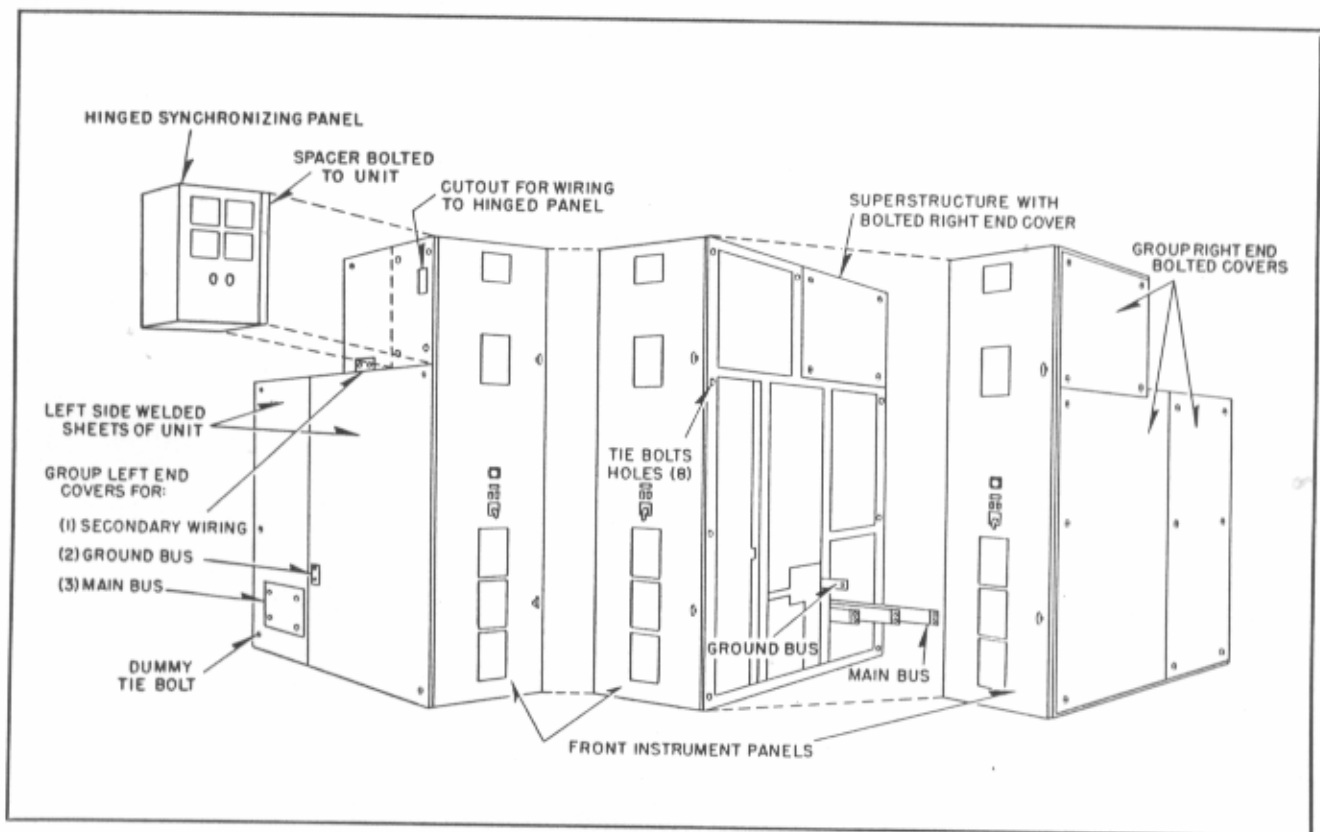 HINGED SYNCHRONIZING PANEL
SPACER BOLTED
TO UNIT
CUTOUT FOR WIRING
TO HINGED PANEL
SUPERSTRUCTURE WITH
BOLTED RIGHT END COVER
GROUP RIGHT END
BOLTED COVERS
LEFT SIDE WELDED
SHEETS OF UNIT
GROUP LEFT END
COVERS FOR:
(1) SECONDARY WIRING
(2) GROUND BUS
(3) MAIN BUS
DUMMY
TIE BOLT
TIE BOLTS
HOLES (8)
GROUND BUS
MAIN BUS
FRONT INSTRUMENT PANELS